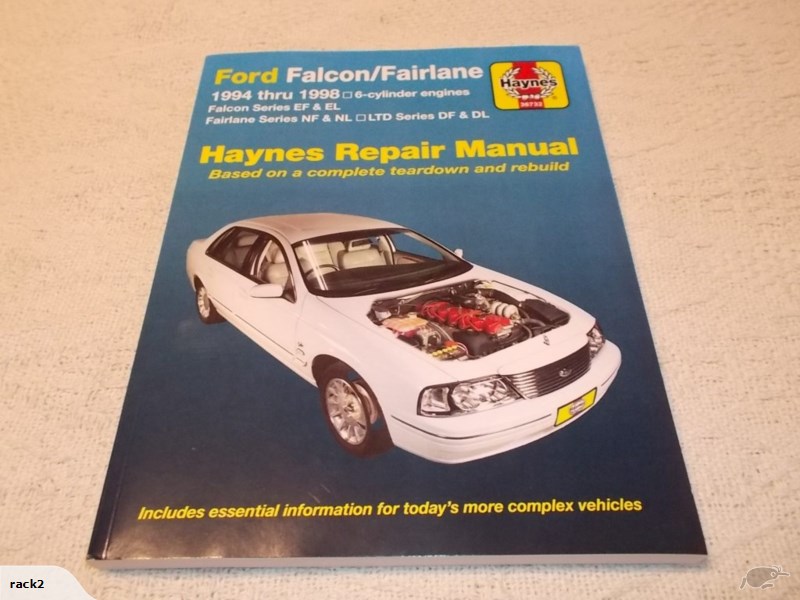 Ford Falcon/Fairlane
1994 thru 1998 □ 6-cylinder engines
Falcon Series EF & EL
Fairlane Series NF & NL □ LTD Series DF & DL
Haynes
36733
Haynes Repair Manual
Based on a complete teardown and rebuild
Includes essential information for today's more complex vehicles
rack2